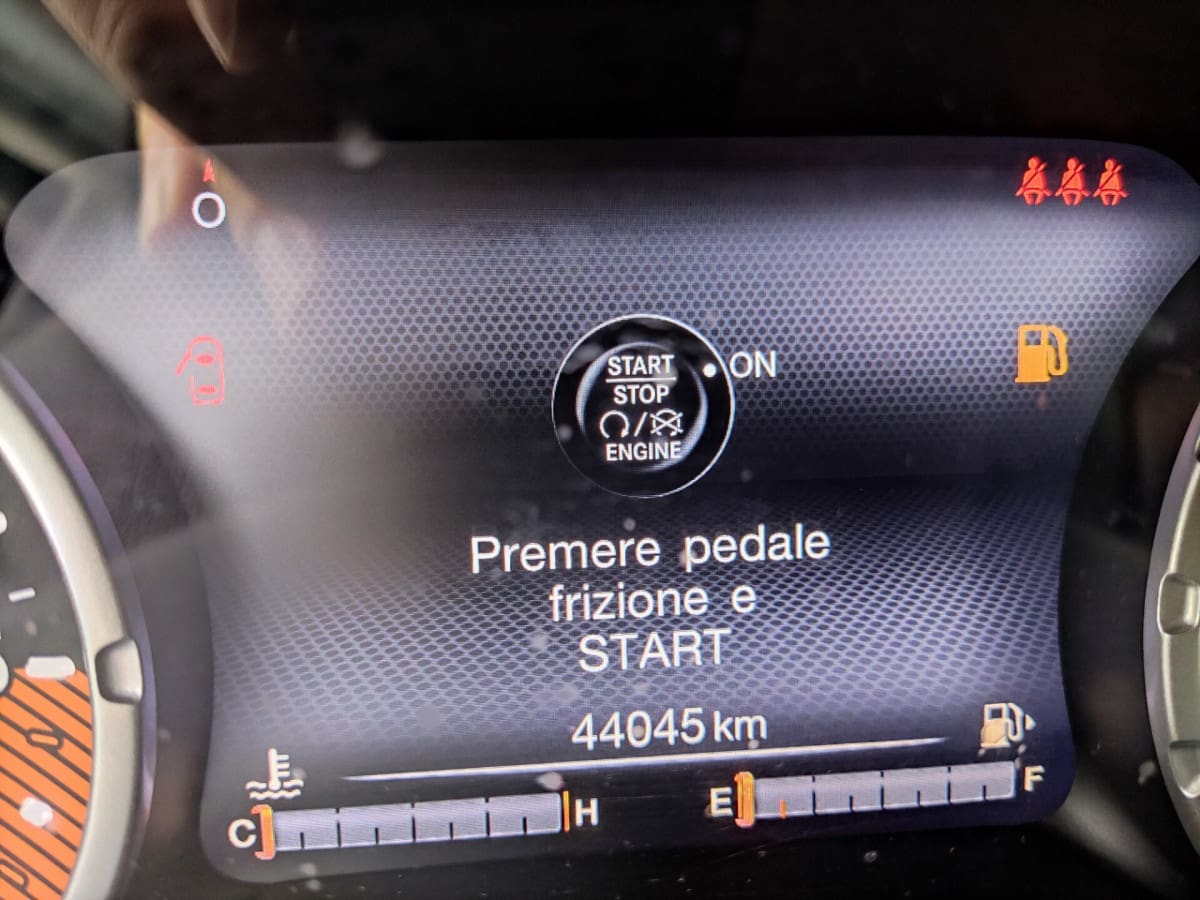 O
START
STOP
ENGINE
ON
Premere pedale
frizione e
START
44045 km
C H E F